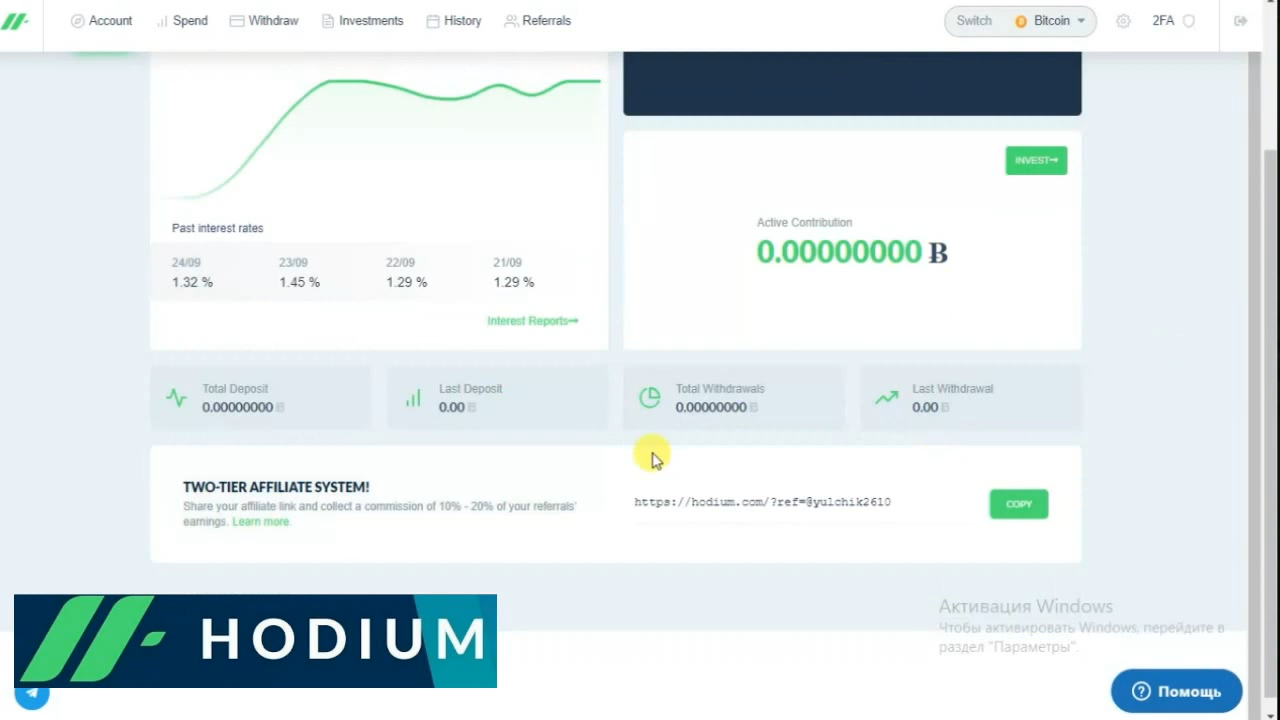 Account Spend Withdraw Investments History Referrals Switch Bitcoin 2FA
INVEST→
Past interest rates
24/09 23/09 22/09 21/09
1.32 % 1.45 % 1.29 % 1.29 %
Interest Reports→
Active Contribution
0.00000000 B
Total Deposit
0.00000000 B
Last Deposit
0.00 B
Total Withdrawals
0.00000000 B
Last Withdrawal
0.00 B
TWO-TIER AFFILIATE SYSTEM!
Share your affiliate link and collect a commission of 10% - 20% of your referrals'
earnings. Learn more.
https://hodium.com/?ref=@yulchik2610
COPY
HODIUM
Активация Windows
Чтобы активировать Windows, перейдите в
раздел "Параметры".
Помощь